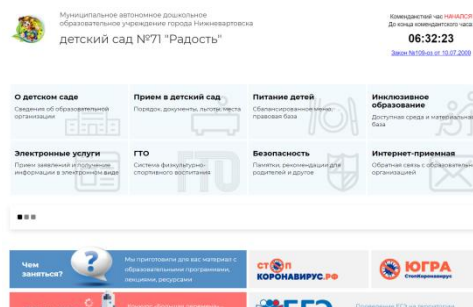 Муниципальное автономное дошкольное
образовательное учреждение города Нижневартовска
детский сад №71 "Радость"
Комендантский час НАЧАЛСЯ
До конца комендантского часа
06:32:23
Закон №109-оз от 10.07.2009
О детском саде
Сведения об образовательной
организации
Прием в детский сад
Порядок, документы, льготы, места
Питание детей
Сбалансированное меню,
правовая база
Инклюзивное
образование
Доступная среда и материальная
база
Электронные услуги
Прием заявлений и получение
информации в электронном виде
ГТО
Система физкультурно-
спортивного воспитания
Безопасность
Памятки, рекомендации для
родителей и другое
Интернет-приемная
Обратная связь с образовательной
организацией
Чем
заняться?
Мы приготовили для вас материал с
образовательными программами,
лекциями, ресурсами
СТОП
КОРОНАВИРУС.РФ
ЮГРА
СтопКоронавирус